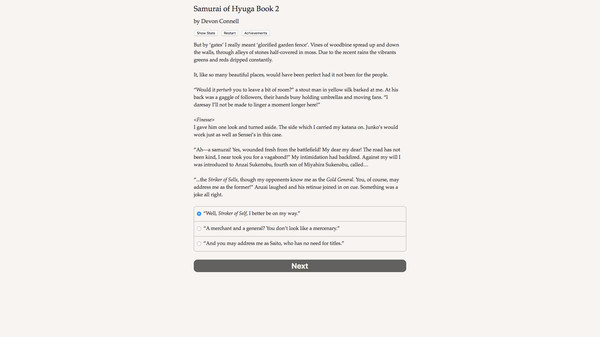 Samurai of Hyuga Book 2
by Devon Connell
Show Stats Restart Achievements
But by 'gates' I really meant 'glorified garden fence'. Vines of woodbine spread up and down
the walls, through alleys of stones half-covered in moss. Due to the recent rains the vibrants
greens and reds dripped constantly.
It, like so many beautiful places, would have been perfect had it not been for the people.
"Would it perturb you to leave a bit of room?" a stout man in yellow silk barked at me. At his
back was a gaggle of followers, their hands busy holding umbrellas and moving fans. "I
daresay I'll not be made to linger a moment longer here!"
<Finesse>
I gave him one look and turned aside. The side which I carried my katana on. Junko's would
work just as well as Sensei's in this case.
"Ah—a samurai! Yes, wounded fresh from the battlefield! My dear my dear! The road has not
been kind, I near took you for a vagabond!" My intimidation had backfired. Against my will I
was introduced to Anzai Sukenobu, fourth son of Miyahira Sukenobu, called...
"...the Striker of Sells, though my opponents know me as the Gold General. You, of course, may
address me as the former!" Anzai laughed and his retinue joined in on cue. Something was a
joke all right.
"Well, Stroker of Self, I better be on my way."
"A merchant and a general? You don't look like a mercenary."
"And you may address me as Saito, who has no need for titles."
Next